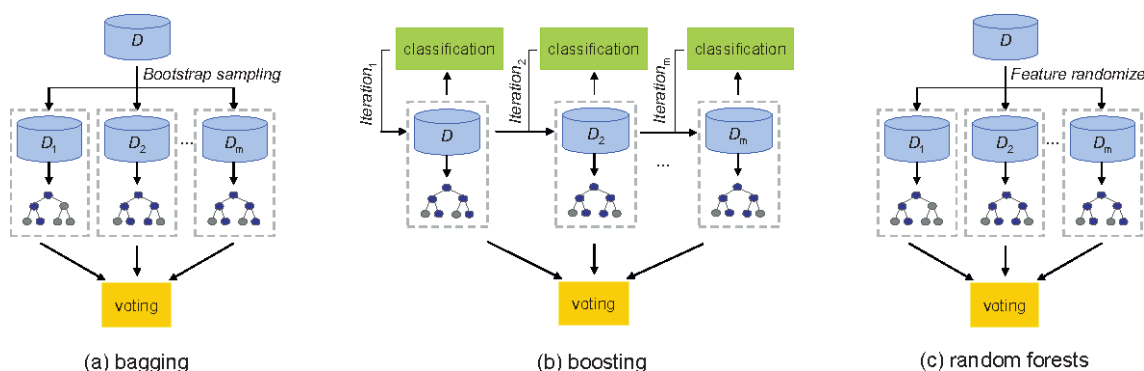 D
Bootstrap sampling
D1
D2
...
Dm
voting
(a) bagging
classification
classification
classification
Iteration1
Iteration2
Iterationm
D
D2
...
Dm
voting
(b) boosting
D
Feature randomize
D1
D2
...
Dm
voting
(c) random forests